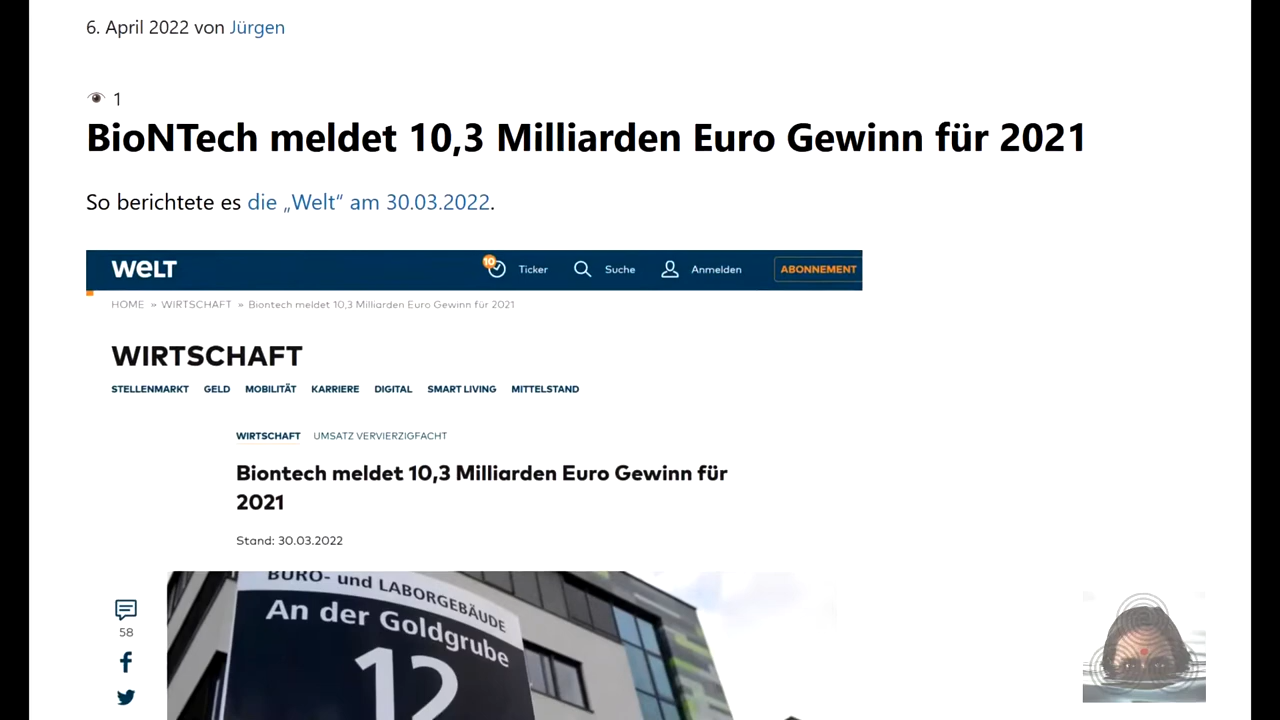 6. April 2022 von Jürgen
1
BioNTech meldet 10,3 Milliarden Euro Gewinn für 2021
So berichtete es die „Welt“ am 30.03.2022.
WELT
10
Ticker
Suche
Anmelden
ABONNEMENT
HOME » WIRTSCHAFT » Biontech meldet 10,3 Milliarden Euro Gewinn für 2021
WIRTSCHAFT
STELLENMARKT GELD MOBILITÄT KARRIERE DIGITAL SMART LIVING MITTELSTAND
WIRTSCHAFT UMSATZ VERVIERZIGFACHT
Biontech meldet 10,3 Milliarden Euro Gewinn für
2021
Stand: 30.03.2022
BÜRO- und LABORGEBÄUDE
An der Goldgrube
12
58